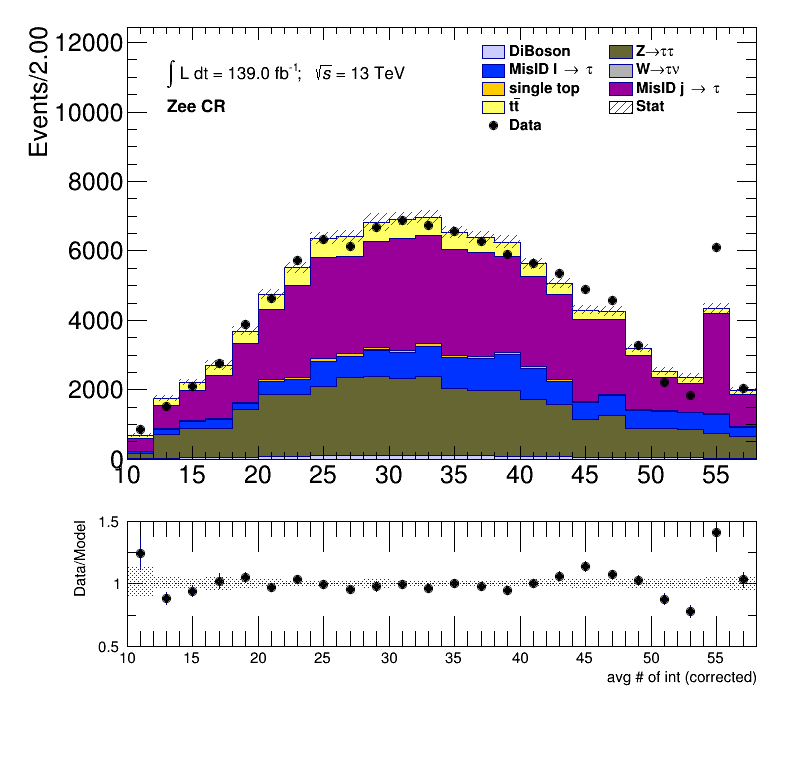 Events/2.00
12000
10000
8000
6000
4000
2000
0
∫ L dt = 139.0 fb⁻¹; √s = 13 TeV
Zee CR
DiBoson
MisID l → τ
single top
tt̄
Data
Z→ττ
W→τν
MisID j → τ
Stat
10 15 20 25 30 35 40 45 50 55
Data/Model
1.5
1
0.5
10 15 20 25 30 35 40 45 50 55
avg # of int (corrected)